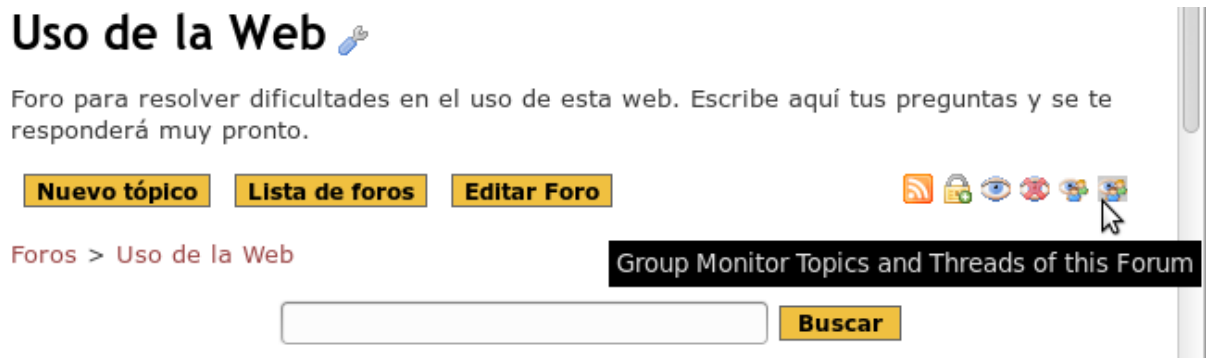 Uso de la Web
Foro para resolver dificultades en el uso de esta web. Escribe aquí tus preguntas y se te
responderá muy pronto.
Nuevo tópico Lista de foros Editar Foro
Foros > Uso de la Web
Group Monitor Topics and Threads of this Forum
Buscar